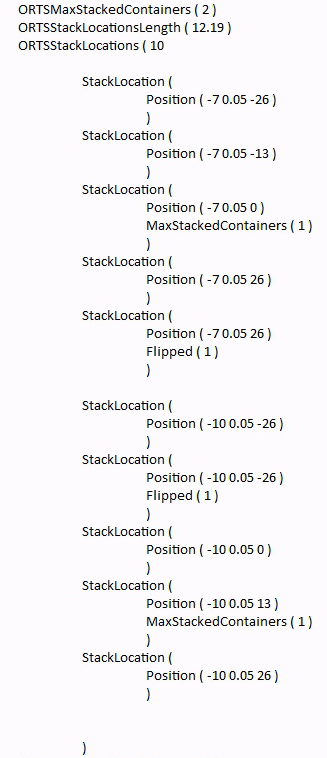 ORTSMaxStackedContainers ( 2 )
ORTSStackLocationsLength ( 12.19 )
ORTSStackLocations ( 10
StackLocation (
Position ( -7 0.05 -26 )
)
StackLocation (
Position ( -7 0.05 -13 )
)
StackLocation (
Position ( -7 0.05 0 )
MaxStackedContainers ( 1 )
)
StackLocation (
Position ( -7 0.05 26 )
)
StackLocation (
Position ( -7 0.05 26 )
Flipped ( 1 )
)
StackLocation (
Position ( -10 0.05 -26 )
)
StackLocation (
Position ( -10 0.05 -26 )
Flipped ( 1 )
)
StackLocation (
Position ( -10 0.05 0 )
)
StackLocation (
Position ( -10 0.05 13 )
MaxStackedContainers ( 1 )
)
StackLocation (
Position ( -10 0.05 26 )
)
)